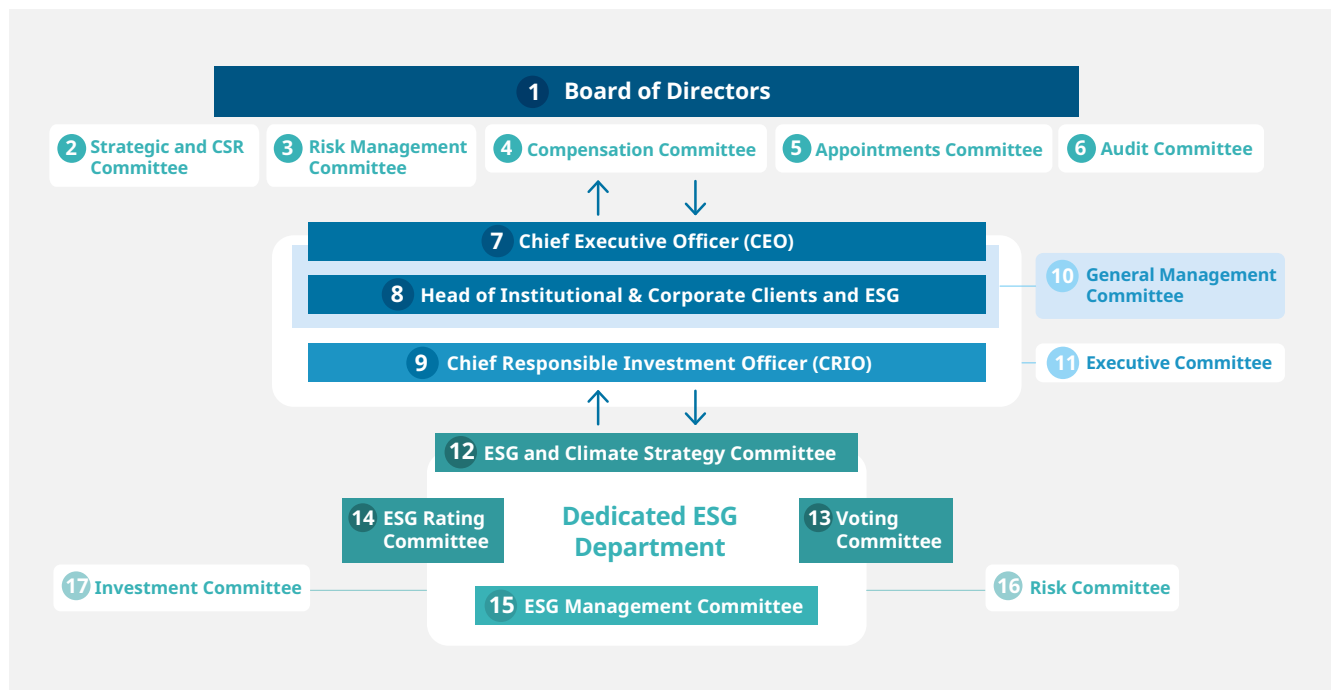 1 Board of Directors
2 Strategic and CSR
Committee
3 Risk Management
Committee
4 Compensation Committee
5 Appointments Committee
6 Audit Committee
7 Chief Executive Officer (CEO)
8 Head of Institutional & Corporate Clients and ESG
10 General Management
Committee
9 Chief Responsible Investment Officer (CRIO)
11 Executive Committee
12 ESG and Climate Strategy Committee
14 ESG Rating
Committee
Dedicated ESG
Department
13 Voting
Committee
17 Investment Committee
15 ESG Management Committee
16 Risk Committee